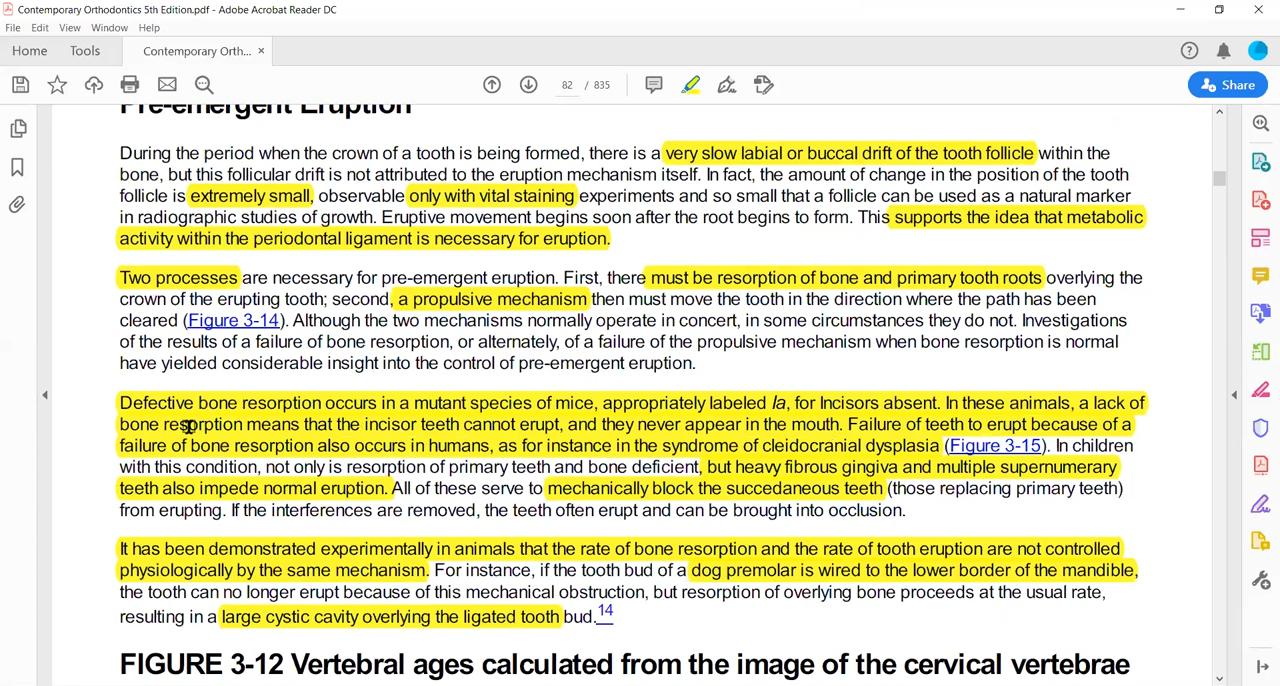 Contemporary Orthodontics 5th Edition.pdf - Adobe Acrobat Reader DC
File Edit View Window Help
Home Tools Contemporary Orth... ×
82 / 835
Share
Pre-emergent Eruption
During the period when the crown of a tooth is being formed, there is a very slow labial or buccal drift of the tooth follicle within the
bone, but this follicular drift is not attributed to the eruption mechanism itself. In fact, the amount of change in the position of the tooth
follicle is extremely small, observable only with vital staining experiments and so small that a follicle can be used as a natural marker
in radiographic studies of growth. Eruptive movement begins soon after the root begins to form. This supports the idea that metabolic
activity within the periodontal ligament is necessary for eruption.
Two processes are necessary for pre-emergent eruption. First, there must be resorption of bone and primary tooth roots overlying the
crown of the erupting tooth; second, a propulsive mechanism then must move the tooth in the direction where the path has been
cleared (Figure 3-14). Although the two mechanisms normally operate in concert, in some circumstances they do not. Investigations
of the results of a failure of bone resorption, or alternately, of a failure of the propulsive mechanism when bone resorption is normal
have yielded considerable insight into the control of pre-emergent eruption.
Defective bone resorption occurs in a mutant species of mice, appropriately labeled Ia, for Incisors absent. In these animals, a lack of
bone resorption means that the incisor teeth cannot erupt, and they never appear in the mouth. Failure of teeth to erupt because of a
failure of bone resorption also occurs in humans, as for instance in the syndrome of cleidocranial dysplasia (Figure 3-15). In children
with this condition, not only is resorption of primary teeth and bone deficient, but heavy fibrous gingiva and multiple supernumerary
teeth also impede normal eruption. All of these serve to mechanically block the succedaneous teeth (those replacing primary teeth)
from erupting. If the interferences are removed, the teeth often erupt and can be brought into occlusion.
It has been demonstrated experimentally in animals that the rate of bone resorption and the rate of tooth eruption are not controlled
physiologically by the same mechanism. For instance, if the tooth bud of a dog premolar is wired to the lower border of the mandible,
the tooth can no longer erupt because of this mechanical obstruction, but resorption of overlying bone proceeds at the usual rate,
resulting in a large cystic cavity overlying the ligated tooth bud.14
FIGURE 3-12 Vertebral ages calculated from the image of the cervical vertebrae